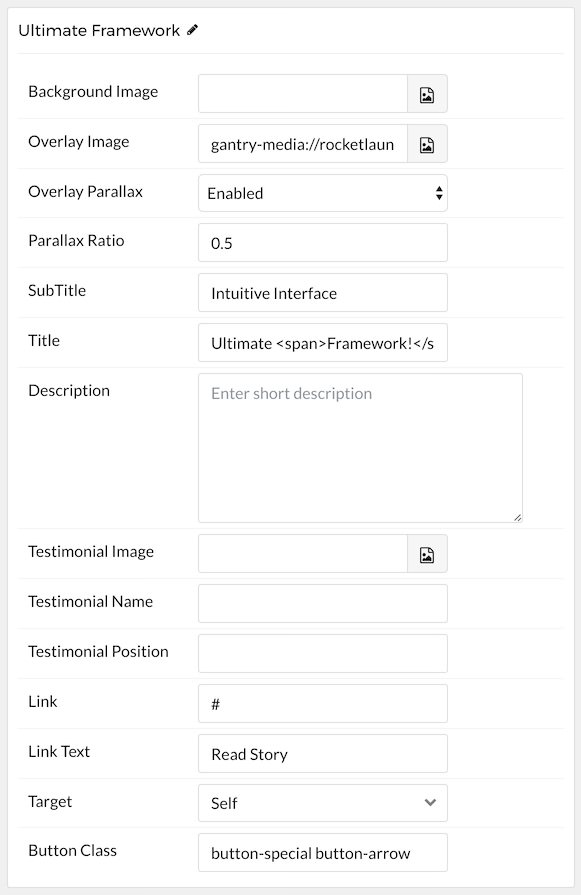 Ultimate Framework
Background Image
Overlay Image gantry-media://rocketlaun
Overlay Parallax Enabled
Parallax Ratio 0.5
SubTitle Intuitive Interface
Title Ultimate <span>Framework!</s
Description Enter short description
Testimonial Image
Testimonial Name
Testimonial Position
Link #
Link Text Read Story
Target Self
Button Class button-special button-arrow